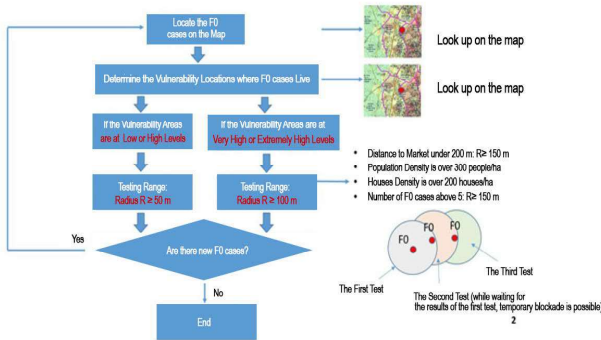 Locate the F0
cases on the Map
Look up on the map
Determine the Vulnerability Locations where F0 cases Live
Look up on the map
If the Vulnerability Areas
are at Low or High Levels
If the Vulnerability Areas are at
Very High or Extremely High Levels
• Distance to Market under 200 m: R≥ 150 m
• Population Density is over 300 people/ha
• Houses Density is over 200 houses/ha
• Number of F0 cases above 5: R≥ 150 m
Testing Range:
Radius R ≥ 50 m
Testing Range:
Radius R ≥ 100 m
Yes
Are there new F0 cases?
No
End
F0
F0
F0
The First Test
The Third Test
The Second Test (while waiting for
the results of the first test, temporary blockade is possible)
2